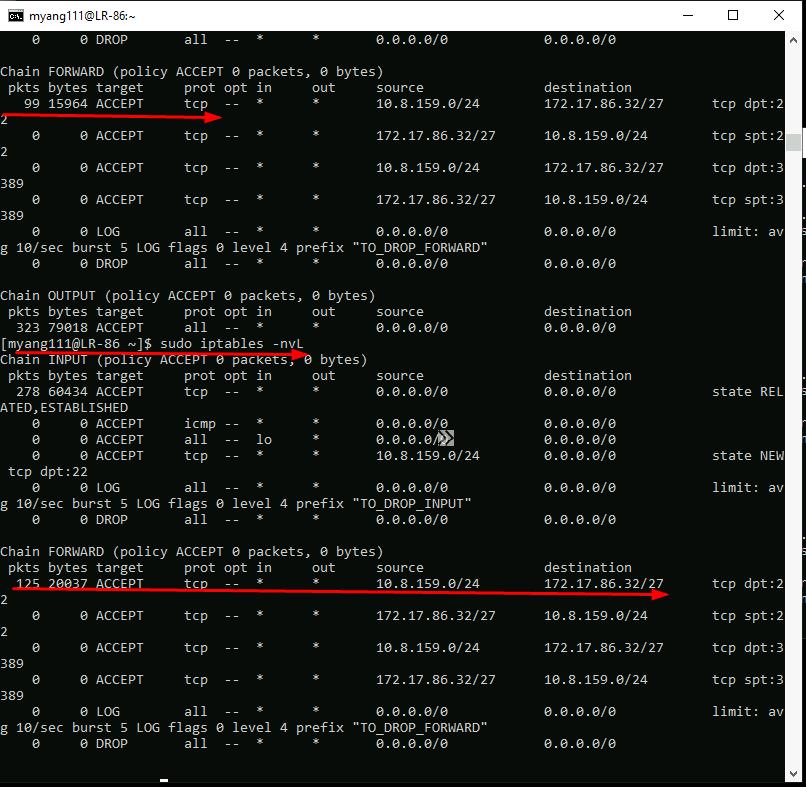 myang111@LR-86:~
0 0 DROP all -- * * 0.0.0.0/0 0.0.0.0/0
Chain FORWARD (policy ACCEPT 0 packets, 0 bytes)
pkts bytes target prot opt in out source destination
99 15964 ACCEPT tcp -- * * 10.8.159.0/24 172.17.86.32/27 tcp dpt:2
2
0 0 ACCEPT tcp -- * * 172.17.86.32/27 10.8.159.0/24 tcp spt:2
2
0 0 ACCEPT tcp -- * * 10.8.159.0/24 172.17.86.32/27 tcp dpt:3
389
0 0 ACCEPT tcp -- * * 172.17.86.32/27 10.8.159.0/24 tcp spt:3
389
0 0 LOG all -- * * 0.0.0.0/0 0.0.0.0/0 limit: av
g 10/sec burst 5 LOG flags 0 level 4 prefix "TO_DROP_FORWARD"
0 0 DROP all -- * * 0.0.0.0/0 0.0.0.0/0
Chain OUTPUT (policy ACCEPT 0 packets, 0 bytes)
pkts bytes target prot opt in out source destination
323 79018 ACCEPT all -- * * 0.0.0.0/0 0.0.0.0/0
[myang111@LR-86 ~]$ sudo iptables -nvL
Chain INPUT (policy ACCEPT 0 packets, 0 bytes)
pkts bytes target prot opt in out source destination
278 60434 ACCEPT tcp -- * * 0.0.0.0/0 0.0.0.0/0 state REL
ATED,ESTABLISHED
0 0 ACCEPT icmp -- * * 0.0.0.0/0 0.0.0.0/0
0 0 ACCEPT all -- lo * 0.0.0.0/ 0.0.0.0/0
0 0 ACCEPT tcp -- * * 10.8.159.0/24 0.0.0.0/0 state NEW
tcp dpt:22
0 0 LOG all -- * * 0.0.0.0/0 0.0.0.0/0 limit: av
g 10/sec burst 5 LOG flags 0 level 4 prefix "TO_DROP_INPUT"
0 0 DROP all -- * * 0.0.0.0/0 0.0.0.0/0
Chain FORWARD (policy ACCEPT 0 packets, 0 bytes)
pkts bytes target prot opt in out source destination
125 20037 ACCEPT tcp -- * * 10.8.159.0/24 172.17.86.32/27 tcp dpt:2
2
0 0 ACCEPT tcp -- * * 172.17.86.32/27 10.8.159.0/24 tcp spt:2
2
0 0 ACCEPT tcp -- * * 10.8.159.0/24 172.17.86.32/27 tcp dpt:3
389
0 0 ACCEPT tcp -- * * 172.17.86.32/27 10.8.159.0/24 tcp spt:3
389
0 0 LOG all -- * * 0.0.0.0/0 0.0.0.0/0 limit: av
g 10/sec burst 5 LOG flags 0 level 4 prefix "TO_DROP_FORWARD"
0 0 DROP all -- * * 0.0.0.0/0 0.0.0.0/0